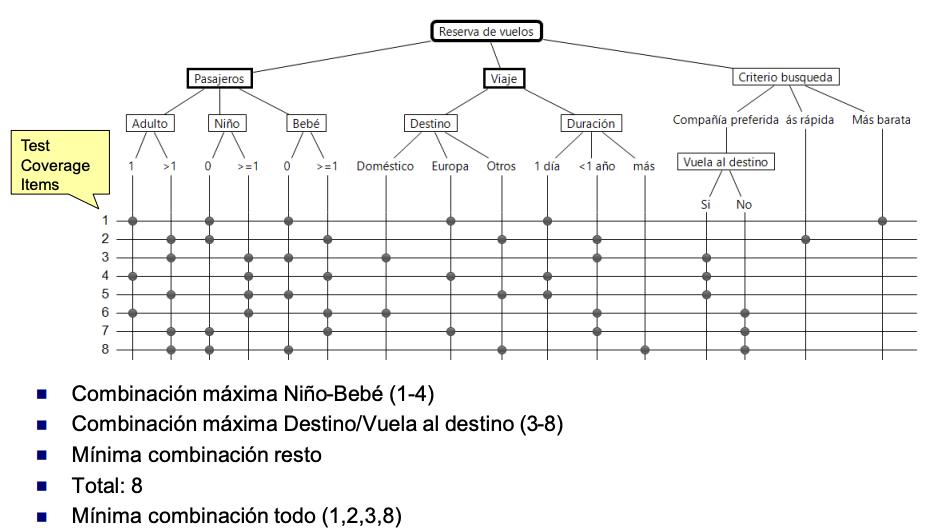 Reserva de vuelos
Pasajeros Viaje Criterio busqueda
Adulto Niño Bebé Destino Duración Compañía preferida ás rápida Más barata
Test
Coverage
Items
1 >1 0 >=1 0 >=1 Doméstico Europa Otros 1 día <1 año más Vuela al destino
Si No
1
2
3
4
5
6
7
8
Combinación máxima Niño-Bebé (1-4)
Combinación máxima Destino/Vuela al destino (3-8)
Mínima combinación resto
Total: 8
Mínima combinación todo (1,2,3,8)